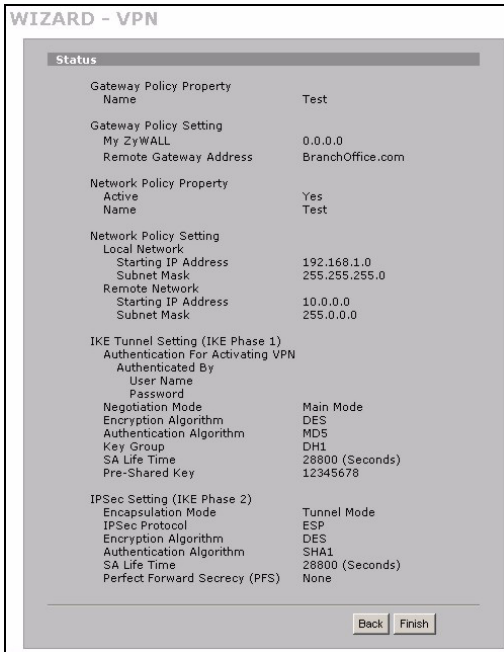 WIZARD - VPN
Status
Gateway Policy Property
Name Test
Gateway Policy Setting
My ZyWALL 0.0.0.0
Remote Gateway Address BranchOffice.com
Network Policy Property
Active Yes
Name Test
Network Policy Setting
Local Network
Starting IP Address 192.168.1.0
Subnet Mask 255.255.255.0
Remote Network
Starting IP Address 10.0.0.0
Subnet Mask 255.0.0.0
IKE Tunnel Setting (IKE Phase 1)
Authentication For Activating VPN
Authenticated By
User Name
Password
Negotiation Mode Main Mode
Encryption Algorithm DES
Authentication Algorithm MD5
Key Group DH1
SA Life Time 28800 (Seconds)
Pre-Shared Key 12345678
IPSec Setting (IKE Phase 2)
Encapsulation Mode Tunnel Mode
IPSec Protocol ESP
Encryption Algorithm DES
Authentication Algorithm SHA1
SA Life Time 28800 (Seconds)
Perfect Forward Secrecy (PFS) None
Back Finish